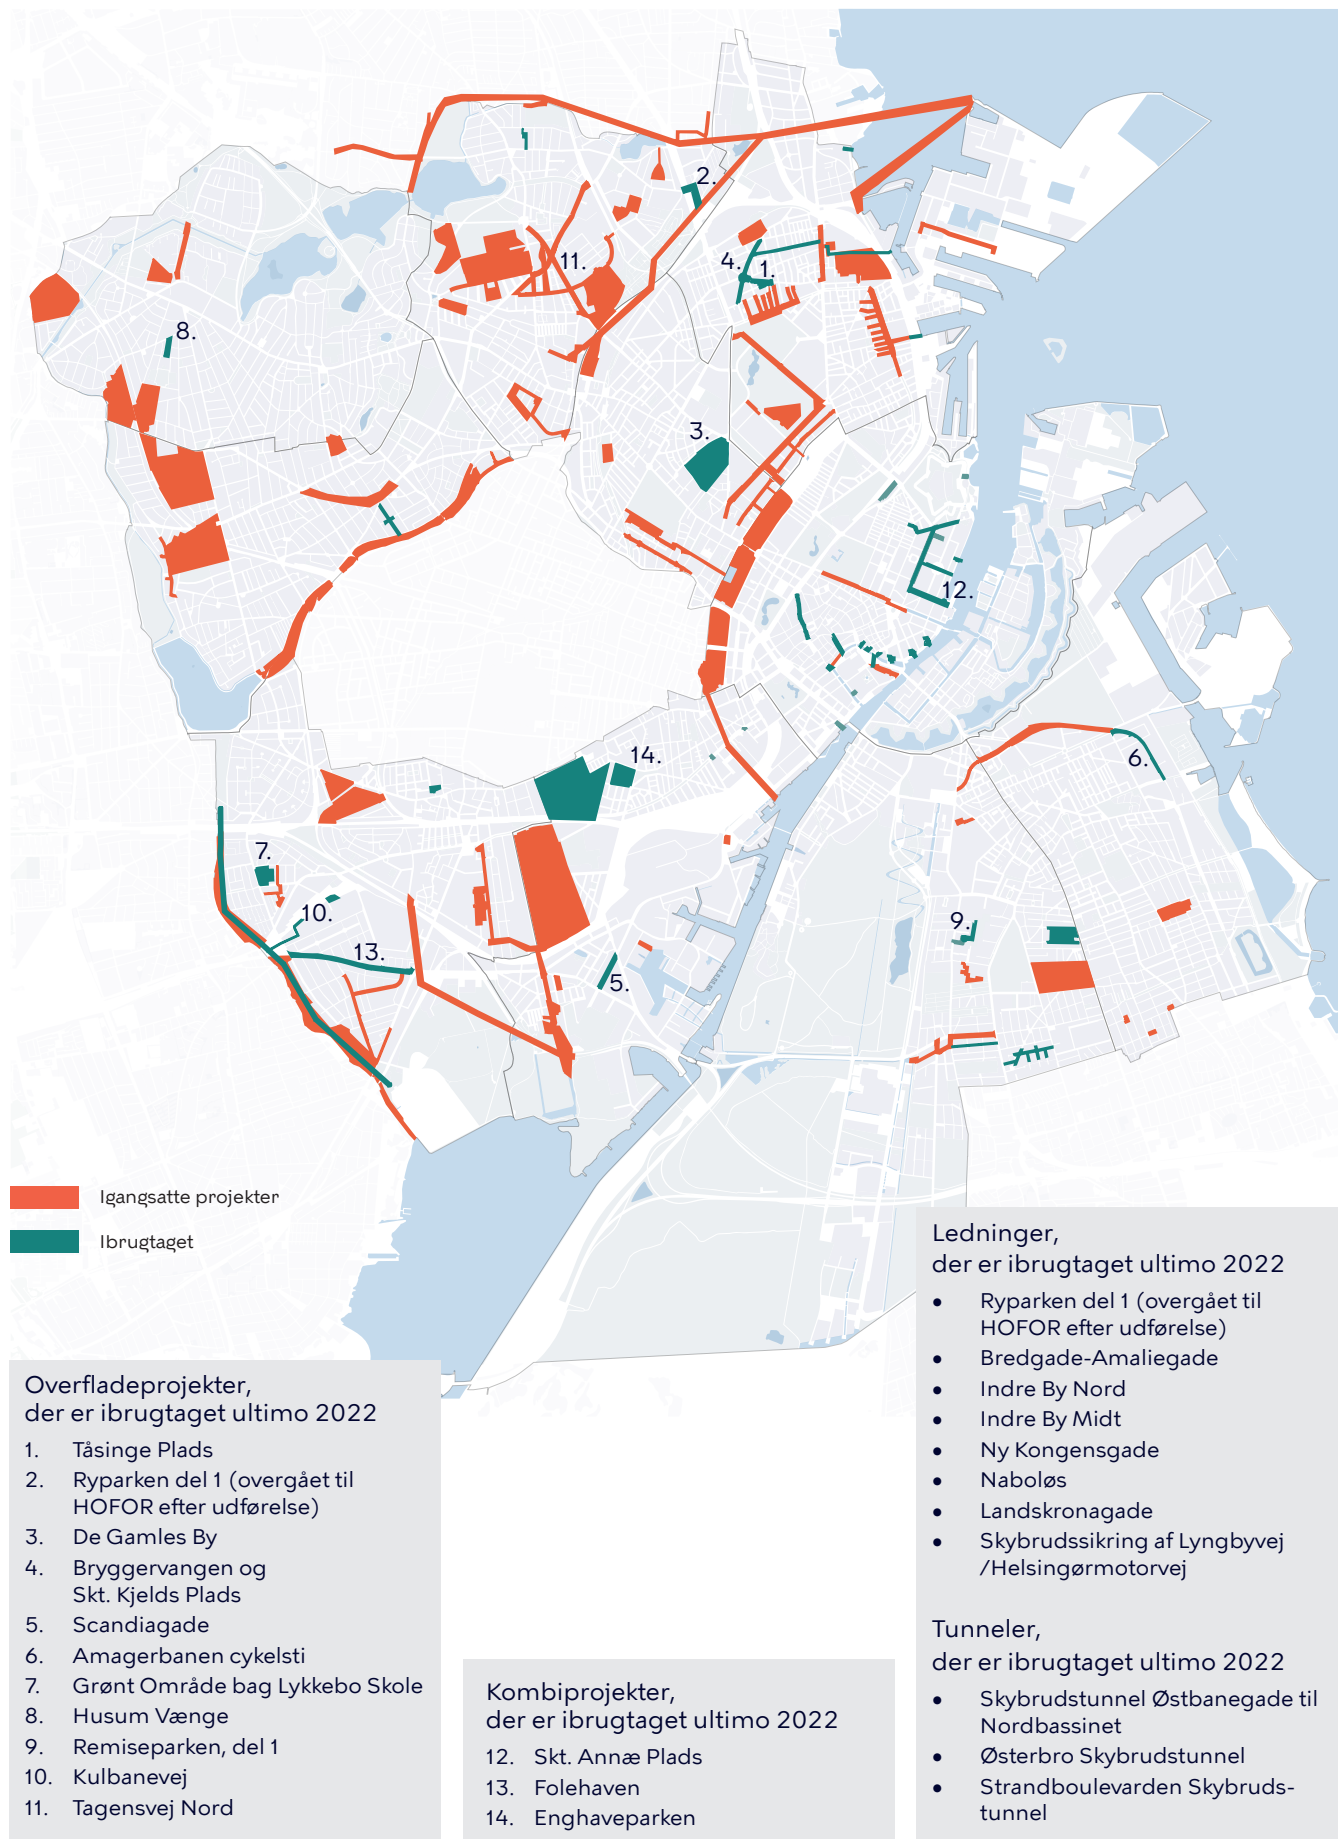 2.
4.
1.
11.
8.
3.
12.
14.
6.
7.
10.
13.
9.
5.
Igangsatte projekter
Ibrugtaget
Overfladeprojekter,
der er ibrugtaget ultimo 2022
1. Tåsinge Plads
2. Ryparken del 1 (overgået til
HOFOR efter udførelse)
3. De Gamles By
4. Bryggervangen og
Skt. Kjelds Plads
5. Scandiagade
6. Amagerbanen cykelsti
7. Grønt Område bag Lykkebo Skole
8. Husum Vænge
9. Remiseparken, del 1
10. Kulbanevej
11. Tagensvej Nord
Kombiprojekter,
der er ibrugtaget ultimo 2022
12. Skt. Annæ Plads
13. Folehaven
14. Enghaveparken
Ledninger,
der er ibrugtaget ultimo 2022
• Ryparken del 1 (overgået til
HOFOR efter udførelse)
• Bredgade-Amaliegade
• Indre By Nord
• Indre By Midt
• Ny Kongensgade
• Naboløs
• Landskronagade
• Skybrudssikring af Lyngbyvej
/Helsingørmotorvej
Tunneler,
der er ibrugtaget ultimo 2022
• Skybrudstunnel Østbanegade til
Nordbassinet
• Østerbro Skybrudstunnel
• Strandboulevarden Skybruds-
tunnel